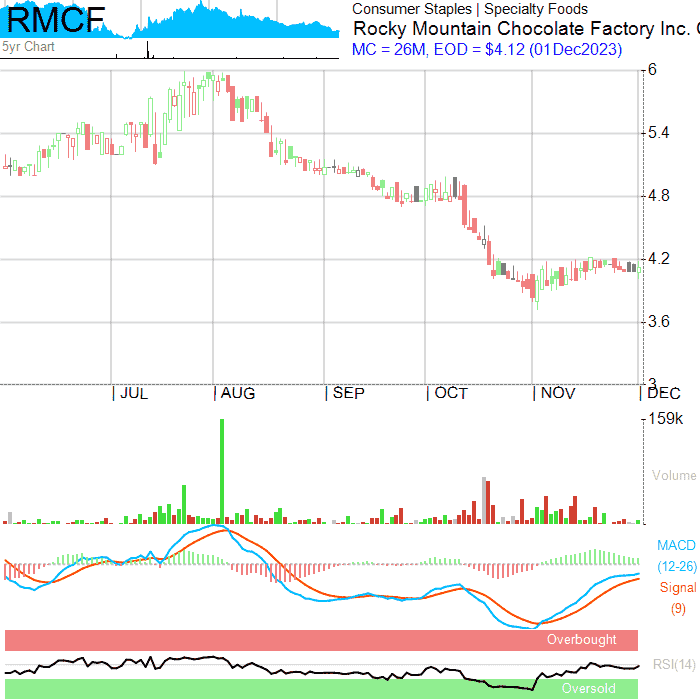 RMCF
5yr Chart
Consumer Staples | Specialty Foods
Rocky Mountain Chocolate Factory Inc.
MC = 26M, EOD = $4.12 (01Dec2023)
6
5.4
4.8
4.2
3.6
3
| JUL | AUG | SEP | OCT | NOV | DEC
159k
Volume
MACD
(12-26)
Signal
(9)
Overbought
RSI(14)
Oversold